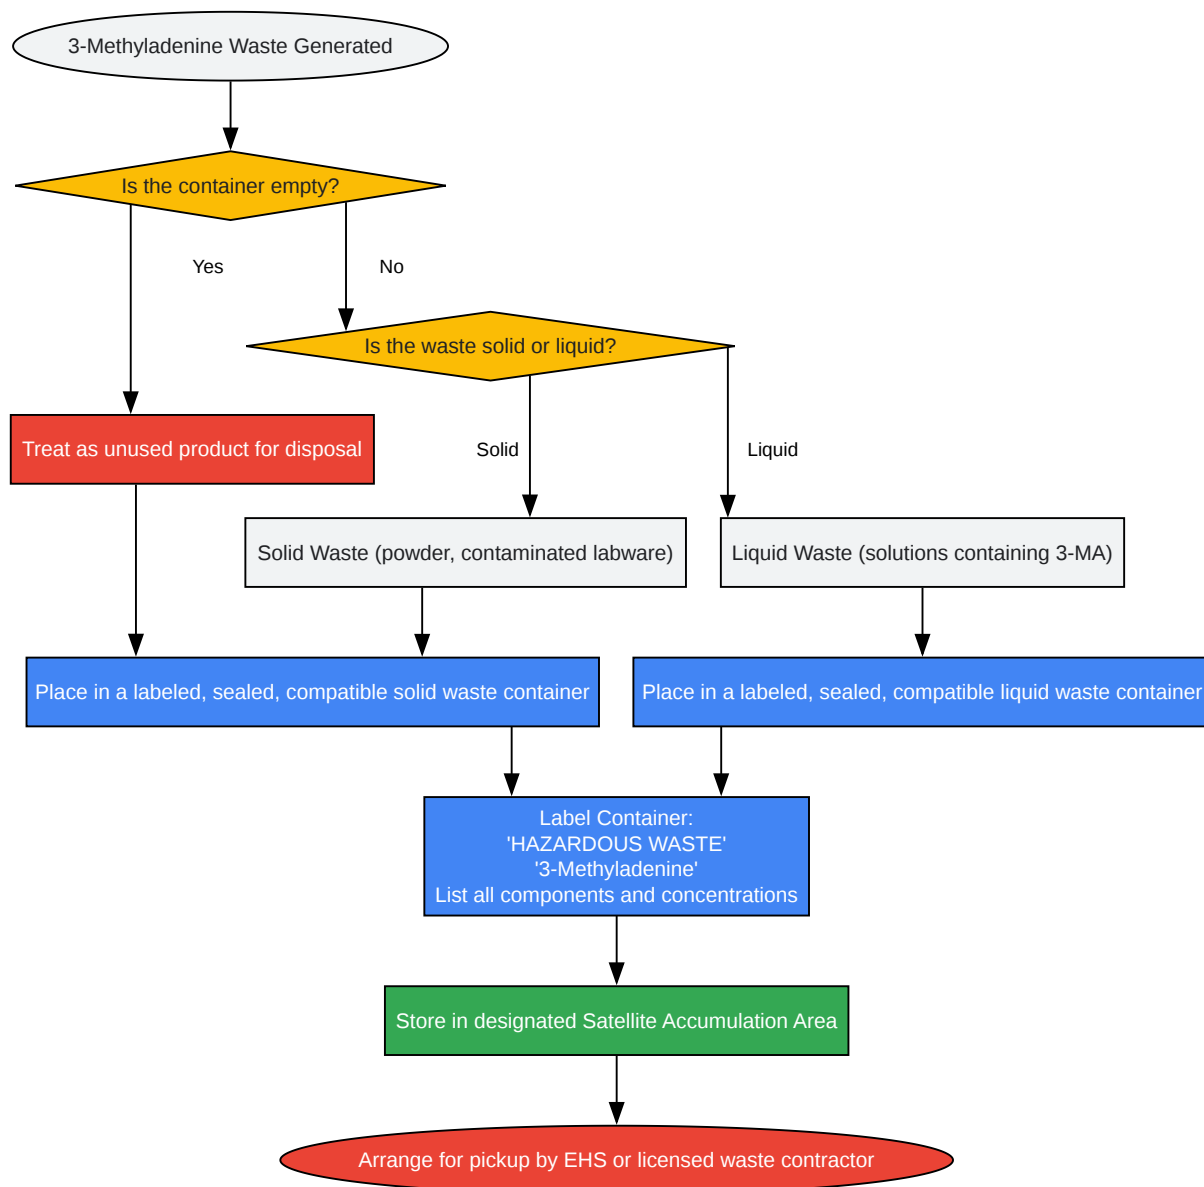 3-Methyladenine Waste Generated
Is the container empty?
Yes
No
Is the waste solid or liquid?
Treat as unused product for disposal
Solid
Liquid
Solid Waste (powder, contaminated labware)
Liquid Waste (solutions containing 3-MA)
Place in a labeled, sealed, compatible solid waste container
Place in a labeled, sealed, compatible liquid waste container
Label Container:
'HAZARDOUS WASTE'
'3-Methyladenine'
List all components and concentrations
Store in designated Satellite Accumulation Area
Arrange for pickup by EHS or licensed waste contractor